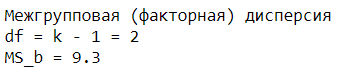 Межгрупповая (факторная) дисперсия
df = k - 1 = 2
MS_b = 9.3